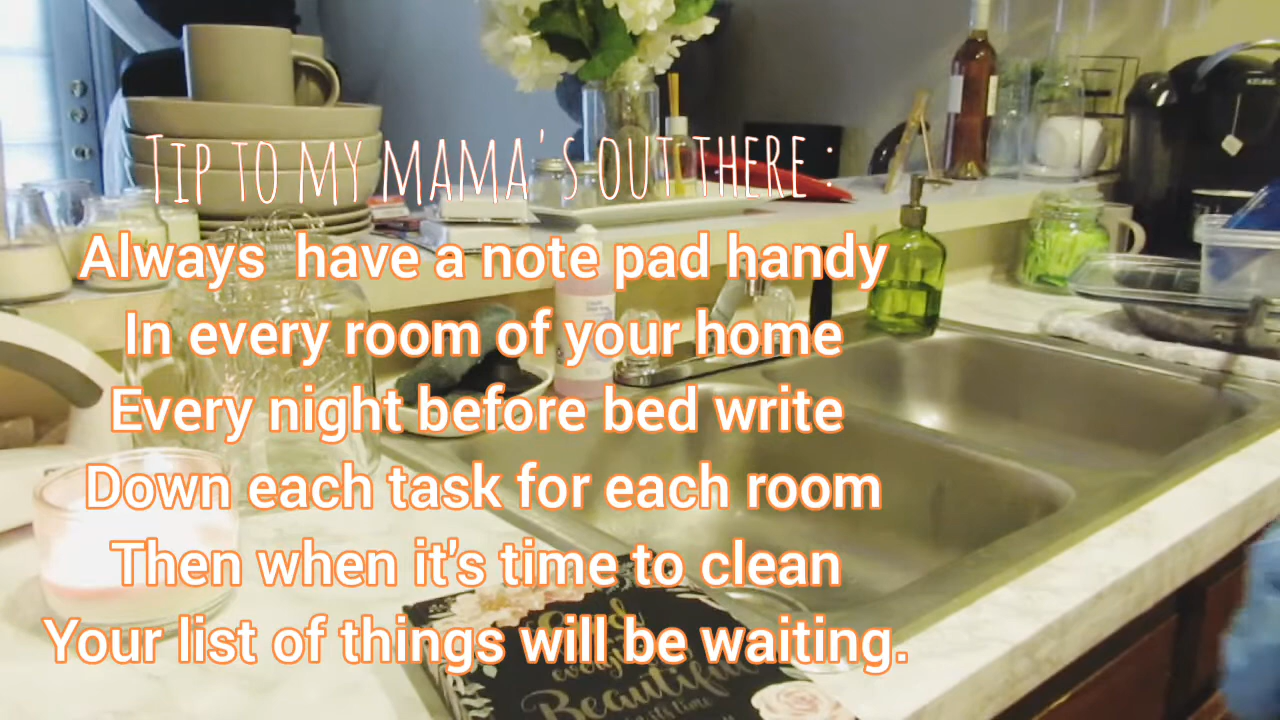 Tip to my mama's out there :
Always have a note pad handy
In every room of your home
Every night before bed write
Down each task for each room
Then when it's time to clean
Your list of things will be waiting.
Beautiful